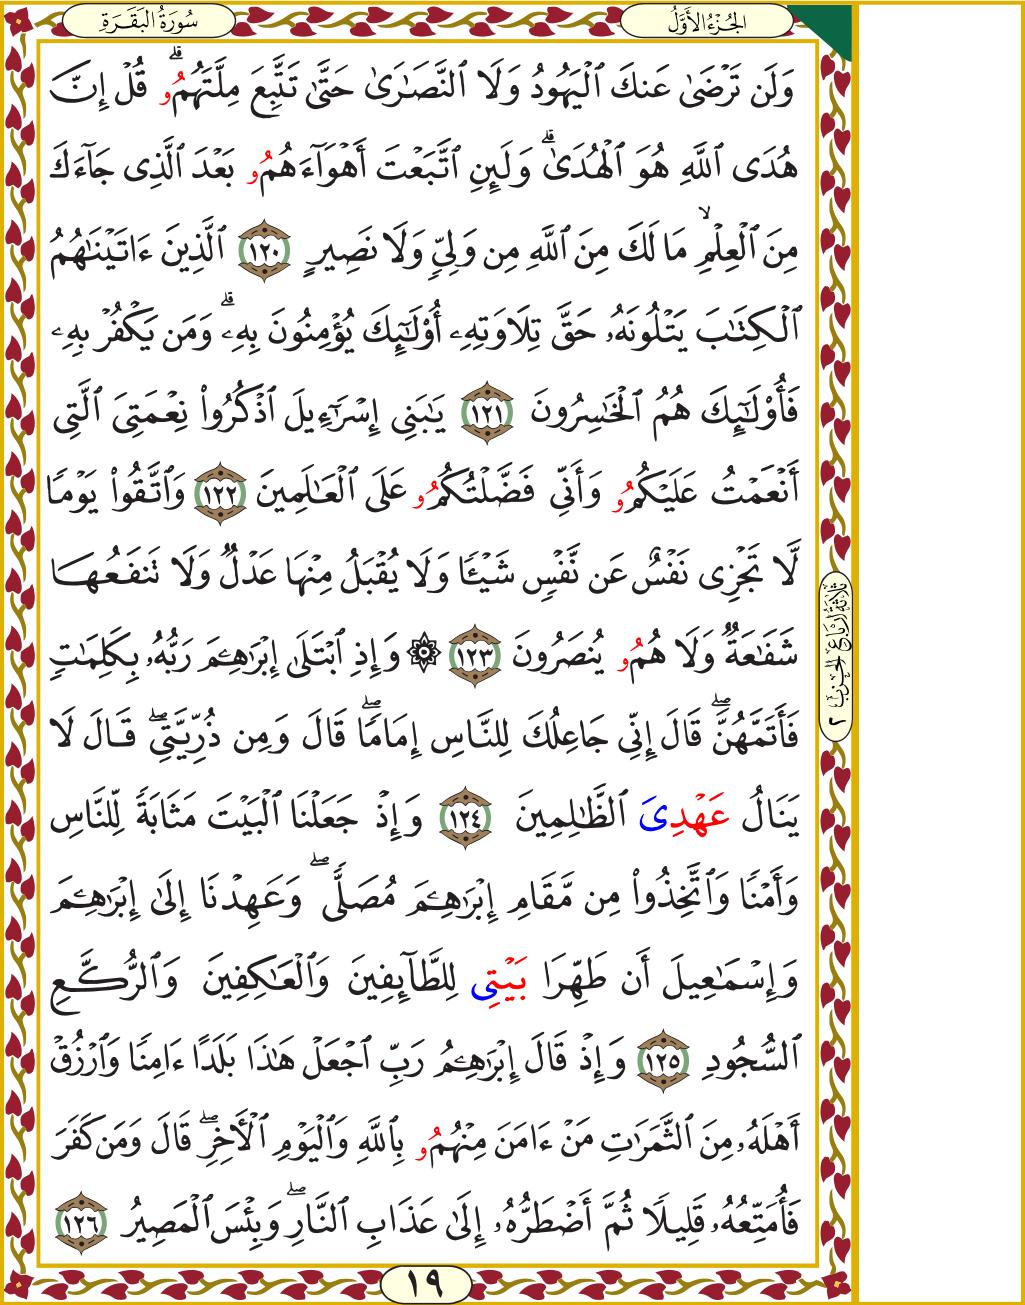 الجُزْءُ الأَوَّلُ
سُورَةُ البَقَرَةِ
وَلَن تَرْضَىٰ عَنكَ ٱلْيَهُودُ وَلَا ٱلنَّصَـٰرَىٰ حَتَّىٰ تَتَّبِعَ مِلَّتَهُمُۥ ۗ قُلْ إِنَّ
هُدَى ٱللَّهِ هُوَ ٱلْهُدَىٰ ۗ وَلَئِنِ ٱتَّبَعْتَ أَهْوَآءَهُمُۥ بَعْدَ ٱلَّذِى جَآءَكَ
مِنَ ٱلْعِلْمِ ۙ مَا لَكَ مِنَ ٱللَّهِ مِن وَلِىٍّ وَلَا نَصِيرٍ ١٢٠ ٱلَّذِينَ ءَاتَيْنَـٰهُمُ
ٱلْكِتَـٰبَ يَتْلُونَهُۥ حَقَّ تِلَاوَتِهِۦ أُو۟لَـٰٓئِكَ يُؤْمِنُونَ بِهِۦ ۗ وَمَن يَكْفُرْ بِهِۦ
فَأُو۟لَـٰٓئِكَ هُمُ ٱلْخَـٰسِرُونَ ١٢١ يَـٰبَنِى إِسْرَٰٓءِيلَ ٱذْكُرُوا۟ نِعْمَتِىَ ٱلَّتِى
أَنْعَمْتُ عَلَيْكُمُۥ وَأَنِّى فَضَّلْتُكُمُۥ عَلَى ٱلْعَـٰلَمِينَ ١٢٢ وَٱتَّقُوا۟ يَوْمًا
لَّا تَجْزِى نَفْسٌ عَن نَّفْسٍ شَيْـًٔا وَلَا يُقْبَلُ مِنْهَا عَدْلٌ وَلَا تَنفَعُهَا
شَفَـٰعَةٌ وَلَا هُمُۥ يُنصَرُونَ ١٢٣ ۞ وَإِذِ ٱبْتَلَىٰ إِبْرَٰهِـۧمَ رَبُّهُۥ بِكَلِمَـٰتٍ
فَأَتَمَّهُنَّ ۖ قَالَ إِنِّى جَاعِلُكَ لِلنَّاسِ إِمَامًا ۖ قَالَ وَمِن ذُرِّيَّتِى ۖ قَالَ لَا
يَنَالُ عَهْدِىَ ٱلظَّـٰلِمِينَ ١٢٤ وَإِذْ جَعَلْنَا ٱلْبَيْتَ مَثَابَةً لِّلنَّاسِ
وَأَمْنًا وَٱتَّخِذُوا۟ مِن مَّقَامِ إِبْرَٰهِـۧمَ مُصَلًّى ۖ وَعَهِدْنَا إِلَىٰ إِبْرَٰهِـۧمَ
وَإِسْمَـٰعِيلَ أَن طَهِّرَا بَيْتِى لِلطَّآئِفِينَ وَٱلْعَـٰكِفِينَ وَٱلرُّكَّعِ
ٱلسُّجُودِ ١٢٥ وَإِذْ قَالَ إِبْرَٰهِـۧمُ رَبِّ ٱجْعَلْ هَـٰذَا بَلَدًا ءَامِنًا وَٱرْزُقْ
أَهْلَهُۥ مِنَ ٱلثَّمَرَٰتِ مَنْ ءَامَنَ مِنْهُمُۥ بِٱللَّهِ وَٱلْيَوْمِ ٱلْـَٔاخِرِ ۖ قَالَ وَمَن كَفَرَ
فَأُمَتِّعُهُۥ قَلِيلًا ثُمَّ أَضْطَرُّهُۥ إِلَىٰ عَذَابِ ٱلنَّارِ ۖ وَبِئْسَ ٱلْمَصِيرُ ١٢٦
ثَلَاثَةُ أَرْبَاعِ الحِزْبِ ٢
١٩